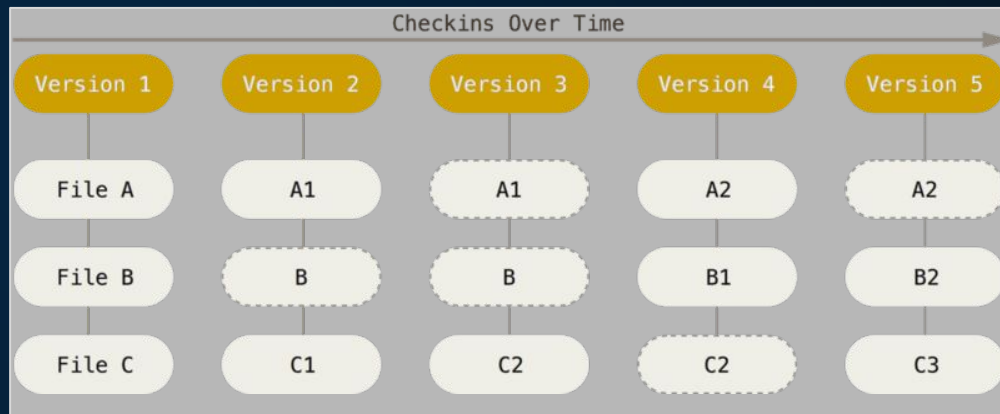 Checkins Over Time
Version 1 Version 2 Version 3 Version 4 Version 5
File A A1 A1 A2 A2
File B B B B1 B2
File C C1 C2 C2 C3